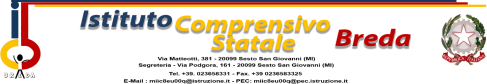 Istituto Comprensivo Statale Breda
BREDA
Via Matteotti, 381 - 20099 Sesto San Giovanni (MI)
Segreteria - Via Podgora, 161 - 20099 Sesto San Giovanni (MI)
Tel. +39. 023658331 - Fax. +39 0236583325
E-Mail : miic8eu00q@istruzione.it - PEC: miic8eu00q@pec.istruzione.it